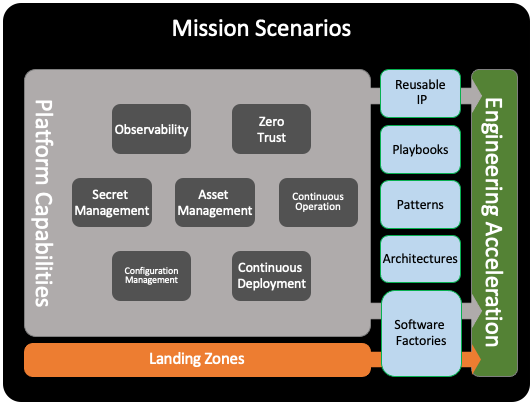 Mission Scenarios
Platform Capabilities
Observability
Zero
Trust
Secret
Management
Asset
Management
Continuous
Operation
Configuration
Management
Continuous
Deployment
Landing Zones
Reusable
IP
Playbooks
Patterns
Architectures
Software
Factories
Engineering Acceleration